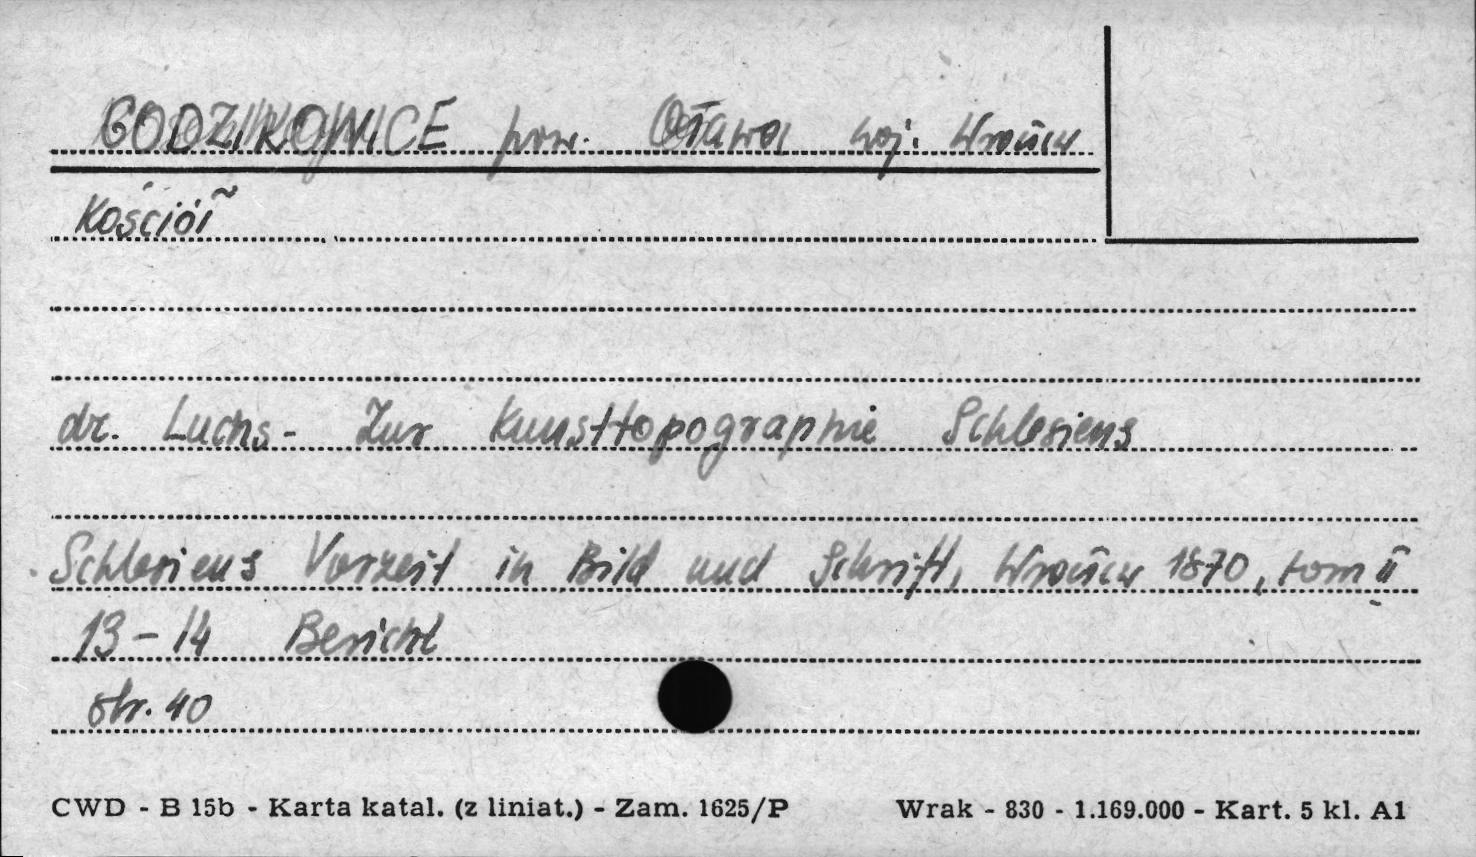 GODZIKOWICE pow. Oława woj. Wrocław
Kościół
dr. Luchs - Zur Kunsttopographie Schlesiens
Schlesiens Vorzeit in Bild und Schrift, Wrocław 1870, tom II
13-14 Bericht
str. 40
CWD - B 15b - Karta katal. (z liniat.) - Zam. 1625/P Wrak - 830 - 1.169.000 - Kart. 5 kl. A1